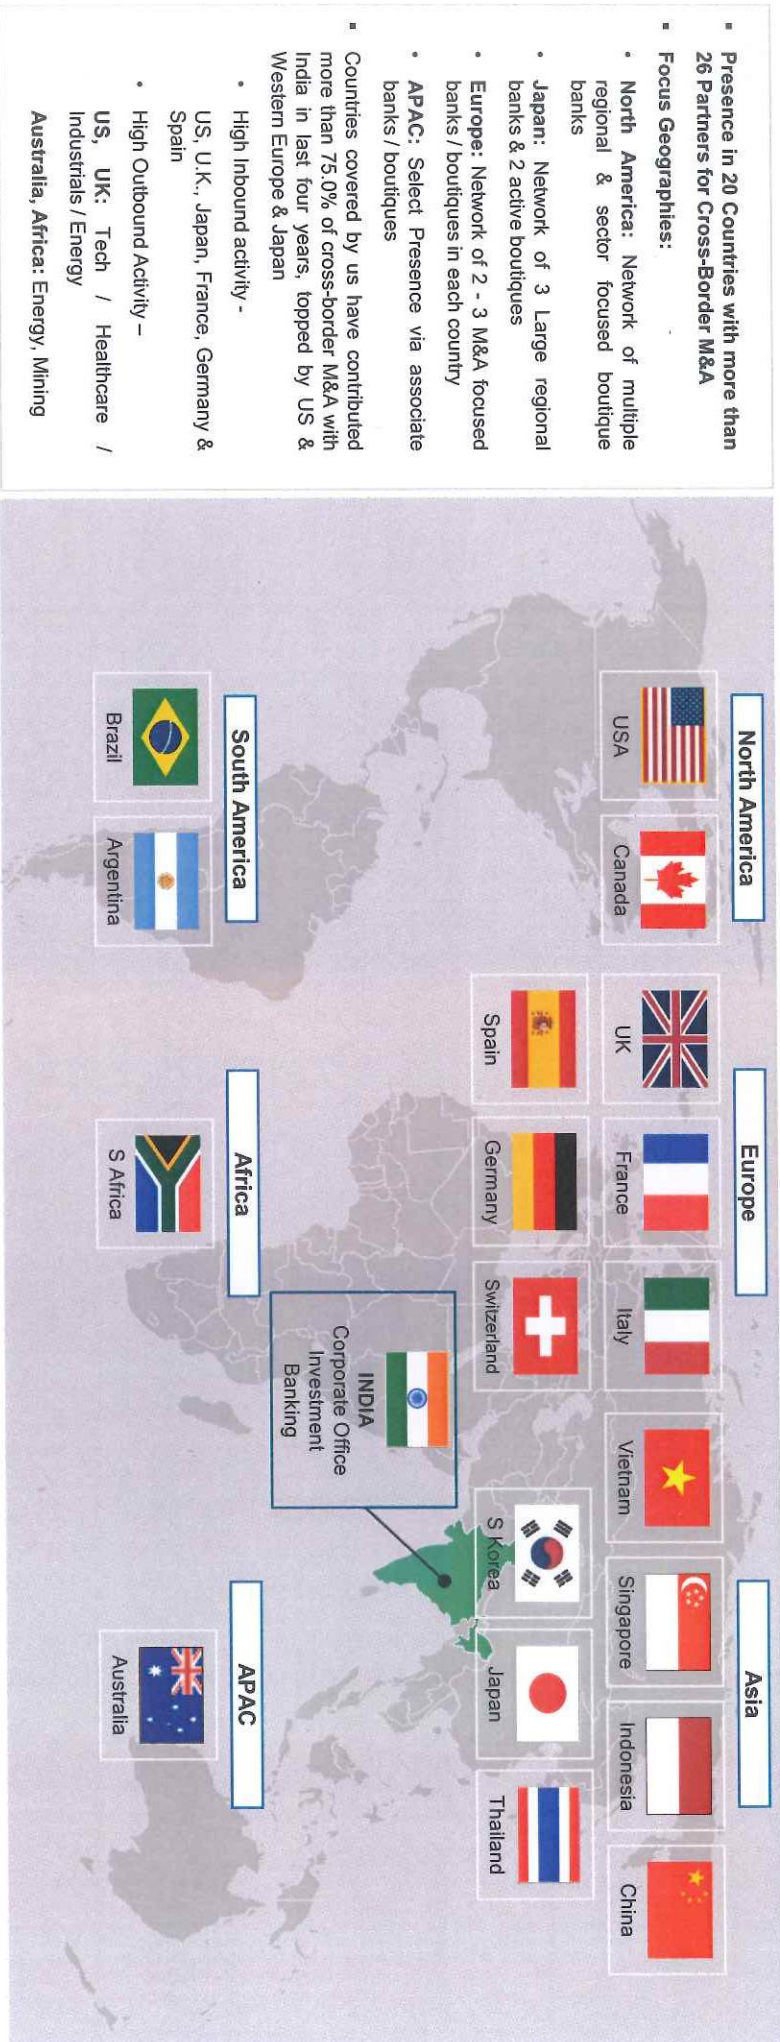 Presence in 20 Countries with more than
26 Partners for Cross-Border M&A
Focus Geographies:
North America: Network of multiple
regional & sector focused boutique
banks
Japan: Network of 3 Large regional
banks & 2 active boutiques
Europe: Network of 2 - 3 M&A focused
banks / boutiques in each country
APAC: Select Presence via associate
banks / boutiques
Countries covered by us have contributed
more than 75.0% of cross-border M&A with
India in last four years, topped by US &
Western Europe & Japan
High Inbound activity -
US, U.K., Japan, France, Germany &
Spain
High Outbound Activity –
US, UK: Tech / Healthcare /
Industrials / Energy
Australia, Africa: Energy, Mining
North America
USA
Canada
Europe
UK
France
Italy
Spain
Germany
Switzerland
Asia
Vietnam
Singapore
Indonesia
China
S Korea
Japan
Thailand
INDIA
Corporate Office
Investment
Banking
South America
Brazil
Argentina
Africa
S Africa
APAC
Australia